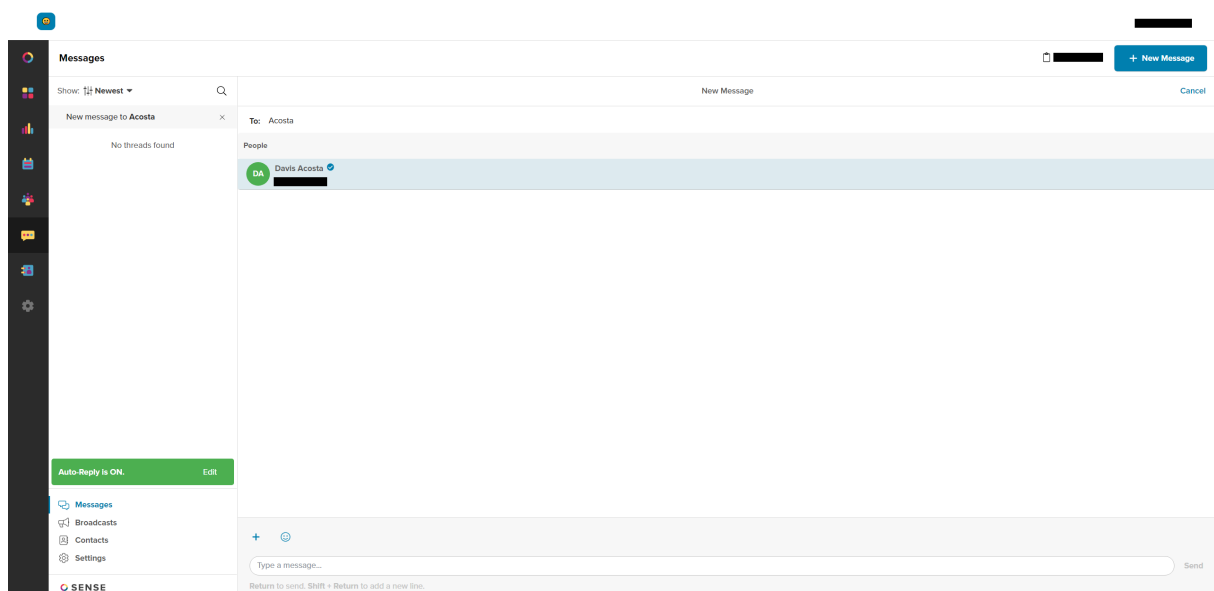 Messages
+ New Message
Show: Newest
New Message
Cancel
New message to Acosta ×
To: Acosta
No threads found
People
DA
Davis Acosta
Auto-Reply is ON. Edit
Messages
Broadcasts
Contacts
Settings
SENSE
Type a message...
Send
Return to send, Shift + Return to add a new line.